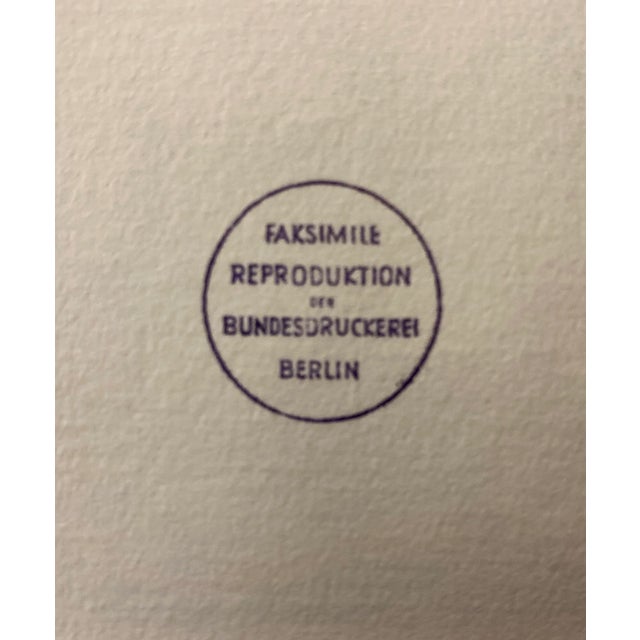 FAKSIMILE
REPRODUKTION
DER
BUNDESDRUCKEREI
BERLIN